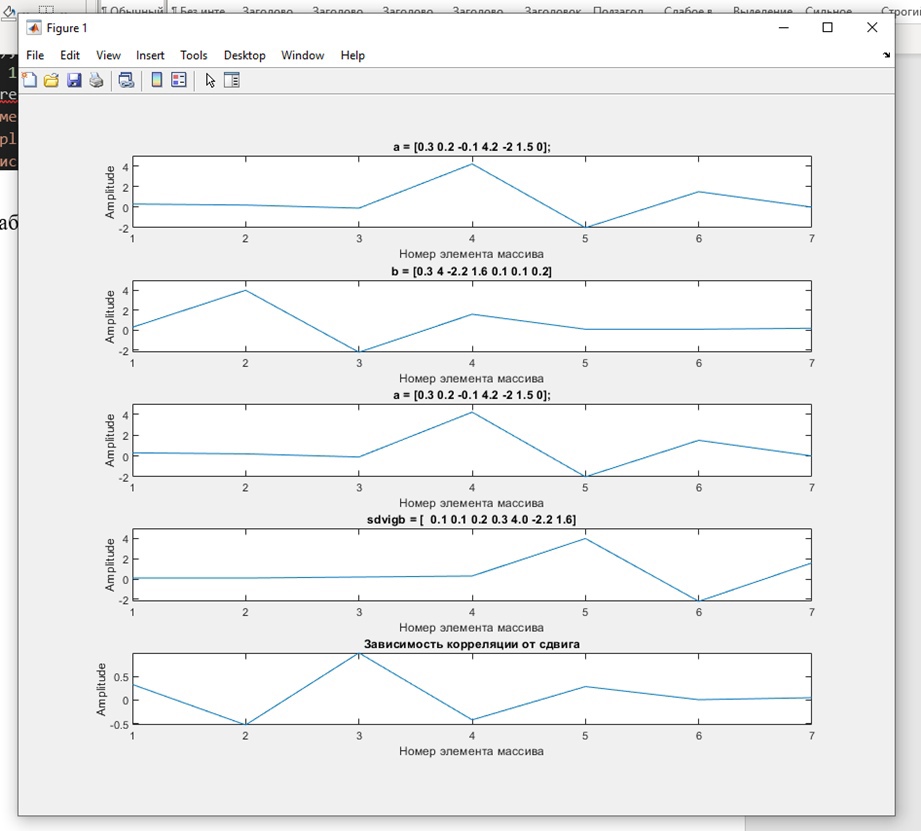 ¶ Обычный ¶ Без инте... Заголово... Заголово... Заголово... Заголово... Заголовок Подзагол... Слабое в... Выделение Сильное... Строгий
Figure 1
File Edit View Insert Tools Desktop Window Help
1
re
ме
pl
ис
аб
a = [0.3 0.2 -0.1 4.2 -2 1.5 0];
Amplitude
4
2
0
-2
1 2 3 4 5 6 7
Номер элемента массива
b = [0.3 4 -2.2 1.6 0.1 0.1 0.2]
Amplitude
4
2
0
-2
1 2 3 4 5 6 7
Номер элемента массива
a = [0.3 0.2 -0.1 4.2 -2 1.5 0];
Amplitude
4
2
0
-2
1 2 3 4 5 6 7
Номер элемента массива
sdvigb = [ 0.1 0.1 0.2 0.3 4.0 -2.2 1.6]
Amplitude
4
2
0
-2
1 2 3 4 5 6 7
Номер элемента массива
Зависимость корреляции от сдвига
Amplitude
0.5
0
-0.5
1 2 3 4 5 6 7
Номер элемента массива